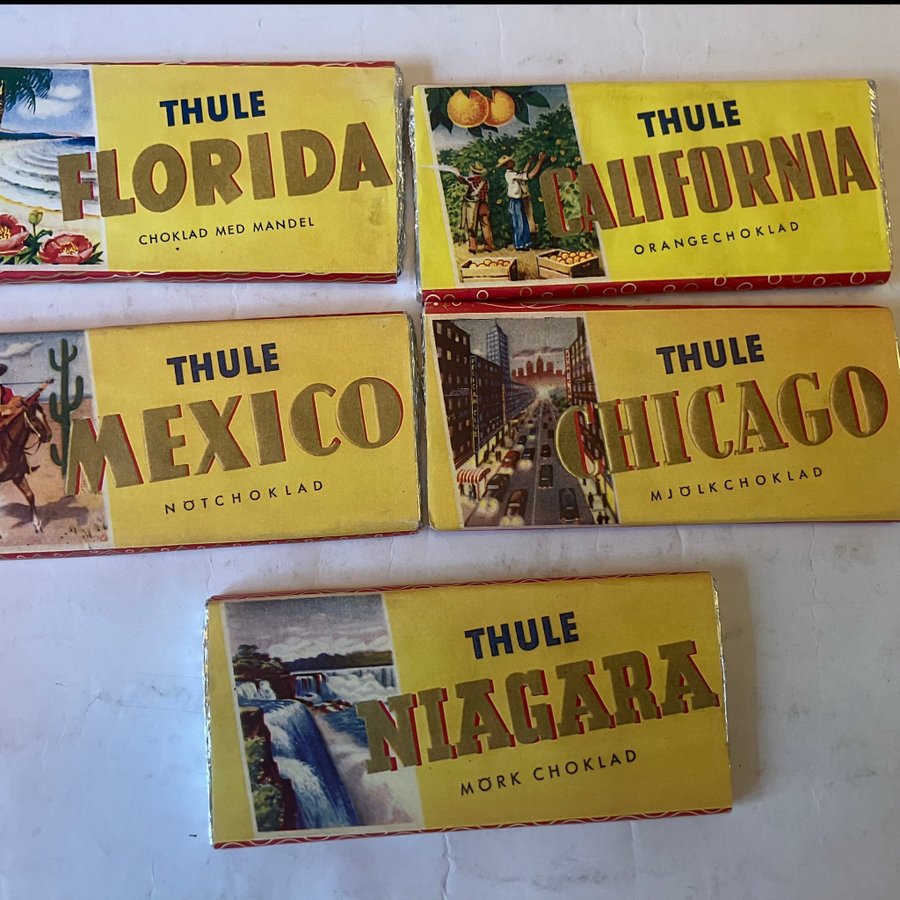 THULE
FLORIDA
CHOKLAD MED MANDEL
THULE
CALIFORNIA
ORANGECHOKLAD
THULE
MEXICO
NÖTCHOKLAD
THULE
CHICAGO
MJÖLKCHOKLAD
THULE
NIAGARA
MÖRK CHOKLAD